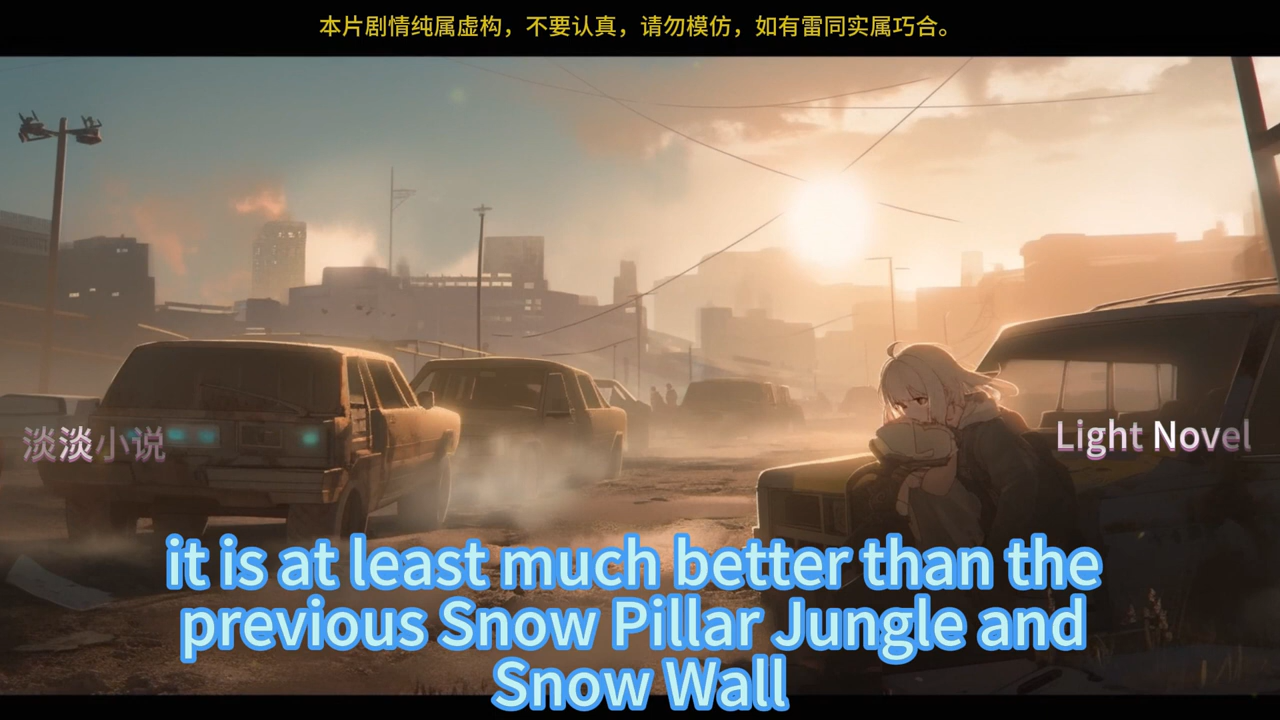 本片剧情纯属虚构，不要认真，请勿模仿，如有雷同实属巧合。
淡淡小说
Light Novel
it is at least much better than the
previous Snow Pillar Jungle and
Snow Wall